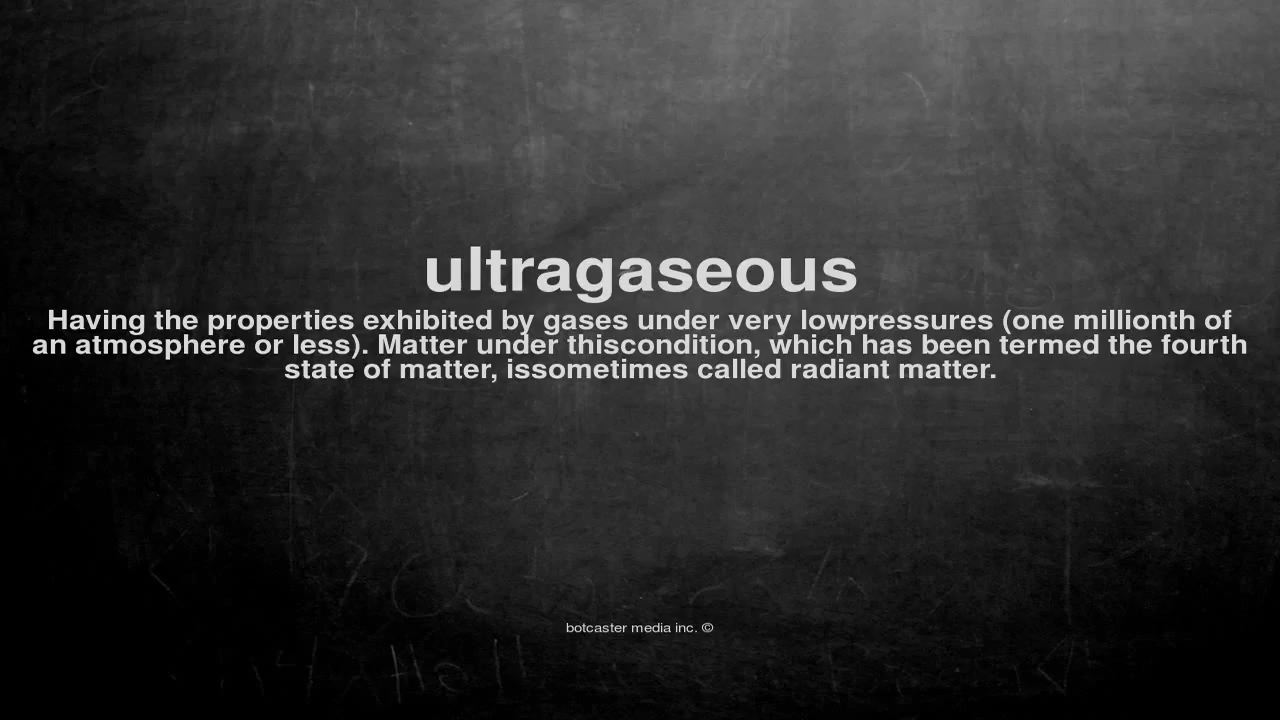 ultragaseous
Having the properties exhibited by gases under very lowpressures (one millionth of
an atmosphere or less). Matter under thiscondition, which has been termed the fourth
state of matter, issometimes called radiant matter.
botcaster media inc. ©